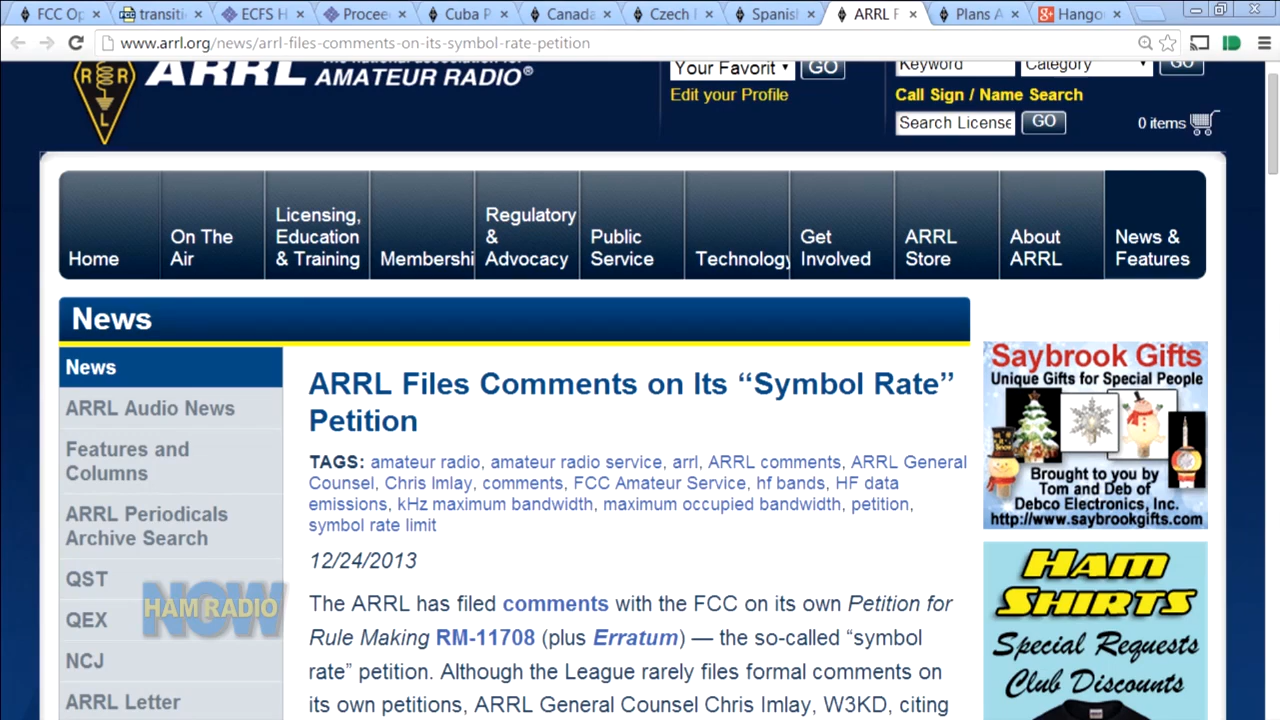 FCC Op
transiti
ECFS H
Procee
Cuba P
Canada
Czech
Spanish
ARRL F
Plans A
Hango
www.arrl.org/news/arrl-files-comments-on-its-symbol-rate-petition
R R L
ARRL
AMATEUR RADIO®
Your Favorit GO
Edit your Profile
Keyword Category GO
Call Sign / Name Search
Search License GO
0 items
Home
On The
Air
Licensing,
Education
& Training
Membershi
Regulatory
&
Advocacy
Public
Service
Technology
Get
Involved
ARRL
Store
About
ARRL
News &
Features
News
News
ARRL Audio News
Features and
Columns
ARRL Periodicals
Archive Search
QST
QEX
NCJ
ARRL Letter
NOW
HAM RADIO
ARRL Files Comments on Its “Symbol Rate”
Petition
TAGS: amateur radio, amateur radio service, arrl, ARRL comments, ARRL General
Counsel, Chris Imlay, comments, FCC Amateur Service, hf bands, HF data
emissions, kHz maximum bandwidth, maximum occupied bandwidth, petition,
symbol rate limit
12/24/2013
The ARRL has filed comments with the FCC on its own Petition for
Rule Making RM-11708 (plus Erratum) — the so-called “symbol
rate” petition. Although the League rarely files formal comments on
its own petitions, ARRL General Counsel Chris Imlay, W3KD, citing
Saybrook Gifts
Unique Gifts for Special People
Brought to you by
Tom and Deb of
Debco Electronics, Inc.
http://www.saybrookgifts.com
HAM
SHIRTS
Special Requests
Club Discounts